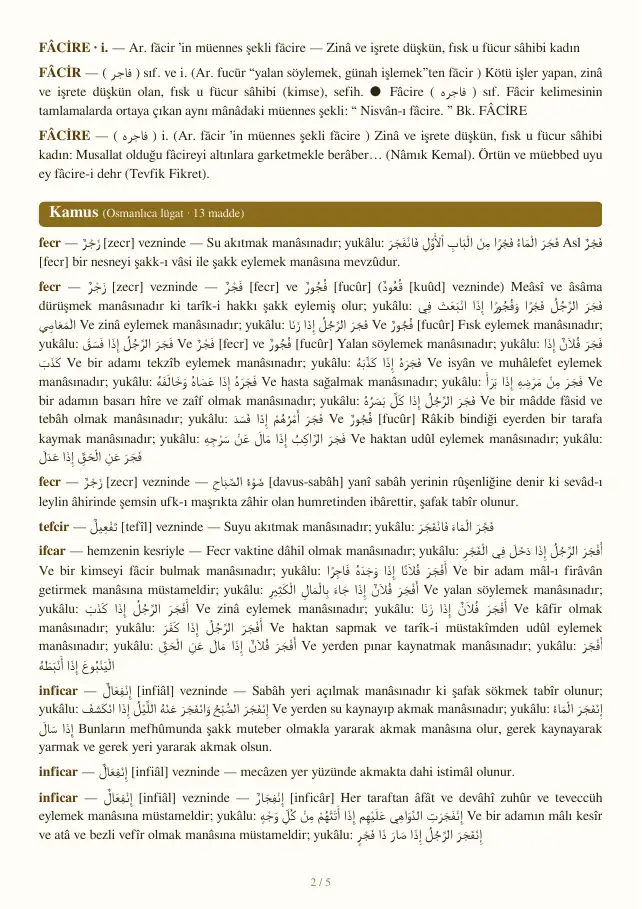 FÂCİRE · i. — Ar. fācir ’in müennes şekli fācire — Zinâ ve işrete düşkün, fısk u fücur sâhibi kadın
FÂCİR — ( فاجر ) sıf. ve i. (Ar. fucūr “yalan söylemek, günah işlemek”ten fācir ) Kötü işler yapan, zinâ
ve işrete düşkün olan, fısk u fücur sâhibi (kimse), sefih. ● Fâcire ( فاجره ) sıf. Fâcir kelimesinin
tamlamalarda ortaya çıkan aynı mânâdaki müennes şekli: “ Nisvân-ı fâcire. ” Bk. FÂCİRE
FÂCİRE — ( فاجره ) i. (Ar. fācir ’in müennes şekli fācire ) Zinâ ve işrete düşkün, fısk u fücur sâhibi
kadın: Musallat olduğu fâcireyi altınlara garketmekle berâber… (Nâmık Kemal). Örtün ve müebbed uyu
ey fâcire-i dehr (Tevfik Fikret).
Kamus (Osmanlıca lügat · 13 madde)
fecr — زَجْرٌ [zecr] vezninde — Su akıtmak manâsınadır; yukâlu: فَجَرَ الْمَاءَ فَجْرًا مِنَ الْبَابِ الْأَوَّلِ فَانْفَجَرَ Asl فَجْرٌ
[fecr] bir nesneyi şakk-ı vâsi ile şakk eylemek manâsına mevzûdur.
fecr — زَجْرٌ [zecr] vezninde — فَجْرٌ [fecr] ve فُجُورٌ [fucûr] (قُعُودٌ [kuûd] vezninde) Meâsî ve âsâma
dürüşmek manâsınadır ki tarîk-i hakkı şakk eylemiş olur; yukâlu: فَجَرَ الرَّجُلُ فَجْرًا وَفُجُورًا إِذَا انْبَعَثَ فِي
الْمَعَاصِي Ve zinâ eylemek manâsınadır; yukâlu: فَجَرَ الرَّجُلُ إِذَا زَنَا Ve فُجُورٌ [fucûr] Fısk eylemek manâsınadır;
yukâlu: فَجَرَ الرَّجُلُ إِذَا فَسَقَ Ve فَجْرٌ [fecr] ve فُجُورٌ [fucûr] Yalan söylemek manâsınadır; yukâlu: فَجَرَ فُلَانٌ إِذَا
كَذَبَ Ve bir adamı tekzîb eylemek manâsınadır; yukâlu: فَجَرَهُ إِذَا كَذَّبَهُ Ve isyân ve muhâlefet eylemek
manâsınadır; yukâlu: فَجَرَهُ إِذَا عَصَاهُ وَخَالَفَهُ Ve hasta sağalmak manâsınadır; yukâlu: فَجَرَ مِنْ مَرَضِهِ إِذَا بَرَأَ Ve
bir adamın basarı hîre ve zaîf olmak manâsınadır; yukâlu: فَجَرَ الرَّجُلُ إِذَا كَلَّ بَصَرُهُ Ve bir mâdde fâsid ve
tebâh olmak manâsınadır; yukâlu: فَجَرَ أَمْرُهُمْ إِذَا فَسَدَ Ve فُجُورٌ [fucûr] Râkib bindiği eyerden bir tarafa
kaymak manâsınadır; yukâlu: فَجَرَ الرَّاكِبُ إِذَا مَالَ عَنْ سَرْجِهِ Ve haktan udûl eylemek manâsınadır; yukâlu:
فَجَرَ عَنِ الْحَقِّ إِذَا عَدَلَ
fecr — زَجْرٌ [zecr] vezninde — ضَوْءُ الصَّبَاحِ [davus-sabâh] yanî sabâh yerinin rûşenliğine denir ki sevâd-ı
leylin âhirinde şemsin ufk-ı maşrıkta zâhir olan humretinden ibârettir, şafak tabîr olunur.
tefcir — تَفْعِيلٌ [tefîl] vezninde — Suyu akıtmak manâsınadır; yukâlu: فَجَّرَ الْمَاءَ فَانْفَجَرَ
ifcar — hemzenin kesriyle — Fecr vaktine dâhil olmak manâsınadır; yukâlu: أَفْجَرَ الرَّجُلُ إِذَا دَخَلَ فِي الْفَجْرِ
Ve bir kimseyi fâcir bulmak manâsınadır; yukâlu: أَفْجَرَ فُلَانًا إِذَا وَجَدَهُ فَاجِرًا Ve bir adam mâl-ı firâvân
getirmek manâsına müstameldir; yukâlu: أَفْجَرَ فُلَانٌ إِذَا جَاءَ بِالْمَالِ الْكَثِيرِ Ve yalan söylemek manâsınadır;
yukâlu: أَفْجَرَ الرَّجُلُ إِذَا كَذَبَ Ve zinâ eylemek manâsınadır; yukâlu: أَفْجَرَ فُلَانٌ إِذَا زَنَا Ve kâfir olmak
manâsınadır; yukâlu: أَفْجَرَ الرَّجُلُ إِذَا كَفَرَ Ve haktan sapmak ve tarîk-i müstakîmden udûl eylemek
manâsınadır; yukâlu: أَفْجَرَ فُلَانٌ إِذَا مَالَ عَنِ الْحَقِّ Ve yerden pınar kaynatmak manâsınadır; yukâlu: أَفْجَرَ
الْيَنْبُوعَ إِذَا أَنْبَطَهُ
inficar — إِنْفِعَالٌ [infiâl] vezninde — Sabâh yeri açılmak manâsınadır ki şafak sökmek tabîr olunur;
yukâlu: إِنْفَجَرَ الصُّبْحُ وَانْفَجَرَ عَنْهُ اللَّيْلُ إِذَا انْكَشَفَ Ve yerden su kaynayıp akmak manâsınadır; yukâlu: إِنْفَجَرَ الْمَاءُ
إِذَا سَالَ Bunların mefhûmunda şakk muteber olmakla yararak akmak manâsına olur, gerek kaynayarak
yarmak ve gerek yeri yararak akmak olsun.
inficar — إِنْفِعَالٌ [infiâl] vezninde — mecâzen yer yüzünde akmakta dahi istimâl olunur.
inficar — إِنْفِعَالٌ [infiâl] vezninde — إِنْفِجَارٌ [inficâr] Her taraftan âfât ve devâhî zuhûr ve teveccüh
eylemek manâsına müstameldir; yukâlu: إِنْفَجَرَتِ الدَّوَاهِي عَلَيْهِمْ إِذَا أَتَتْهُمْ مِنْ كُلِّ وَجْهٍ Ve bir adamın mâlı kesîr
ve atâ ve bezli vefîr olmak manâsına müstameldir; yukâlu: إِنْفَجَرَ الرَّجُلُ إِذَا صَارَ ذَا فَجَرٍ
2 / 5